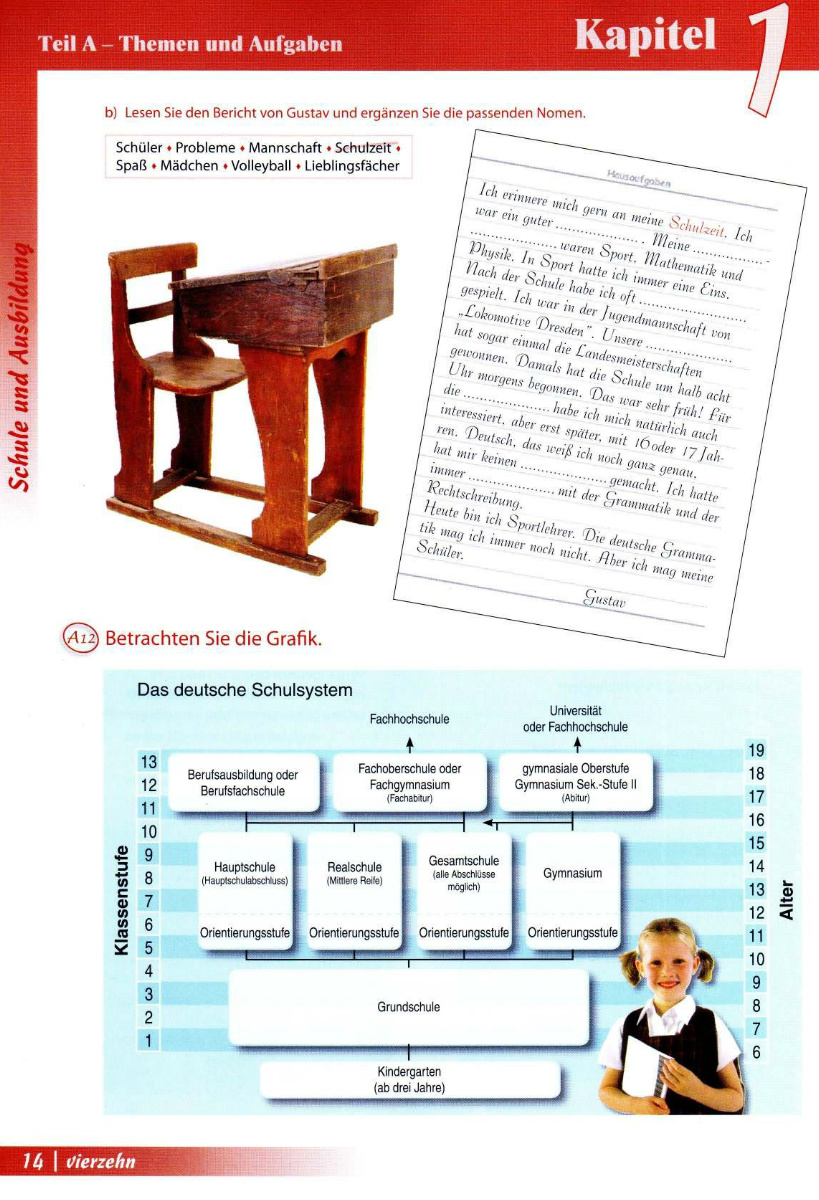 Teil A – Themen und Aufgaben
Kapitel 1
b) Lesen Sie den Bericht von Gustav und ergänzen Sie die passenden Nomen.
Schüler ♦ Probleme ♦ Mannschaft ♦ Schulzeit ♦
Spaß ♦ Mädchen ♦ Volleyball ♦ Lieblingsfächer
Hausaufgaben
Ich erinnere mich gern an meine Schulzeit. Ich
war ein guter ..................... . Meine ..................-
..................... waren Sport, Mathematik und
Physik. In Sport hatte ich immer eine Eins.
Nach der Schule habe ich oft .....................
gespielt. Ich war in der Jugendmannschaft von
„Lokomotive Dresden“. Unsere .....................
hat sogar einmal die Landesmeisterschaften
gewonnen. Damals hat die Schule um halb acht
Uhr morgens begonnen. Das war sehr früh! Für
die ..................... habe ich mich natürlich auch
interessiert, aber erst später, mit 16 oder 17 Jah-
ren. Deutsch, das weiß ich noch ganz genau,
hat mir keinen ..................... gemacht. Ich hatte
immer ..................... mit der Grammatik und der
Rechtschreibung.
Heute bin ich Sportlehrer. Die deutsche Gramma-
tik mag ich immer noch nicht. Aber ich mag meine
Schüler.
Gustav
Schule und Ausbildung
A12 Betrachten Sie die Grafik.
Das deutsche Schulsystem
Fachhochschule
Universität
oder Fachhochschule
Berufsausbildung oder
Berufsfachschule
Fachoberschule oder
Fachgymnasium
(Fachabitur)
gymnasiale Oberstufe
Gymnasium Sek.-Stufe II
(Abitur)
Hauptschule
(Hauptschulabschluss)
Orientierungsstufe
Realschule
(Mittlere Reife)
Orientierungsstufe
Gesamtschule
(alle Abschlüsse
möglich)
Orientierungsstufe
Gymnasium
Orientierungsstufe
Grundschule
Kindergarten
(ab drei Jahre)
Klassenstufe
13
12
11
10
9
8
7
6
5
4
3
2
1
Alter
19
18
17
16
15
14
13
12
11
10
9
8
7
6
14 | vierzehn